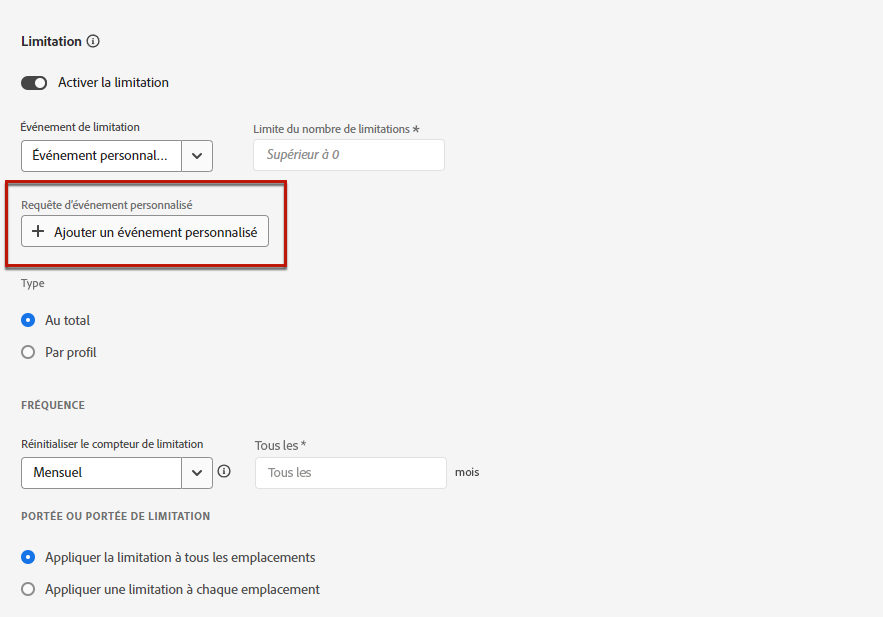 Limitation
Activer la limitation
Événement de limitation
Limite du nombre de limitations *
Événement personnal...
Supérieur à 0
Requête d'événement personnalisé
Ajouter un événement personnalisé
Type
Au total
Par profil
FRÉQUENCE
Réinitialiser le compteur de limitation
Tous les *
Mensuel
Tous les
mois
PORTÉE OU PORTÉE DE LIMITATION
Appliquer la limitation à tous les emplacements
Appliquer une limitation à chaque emplacement